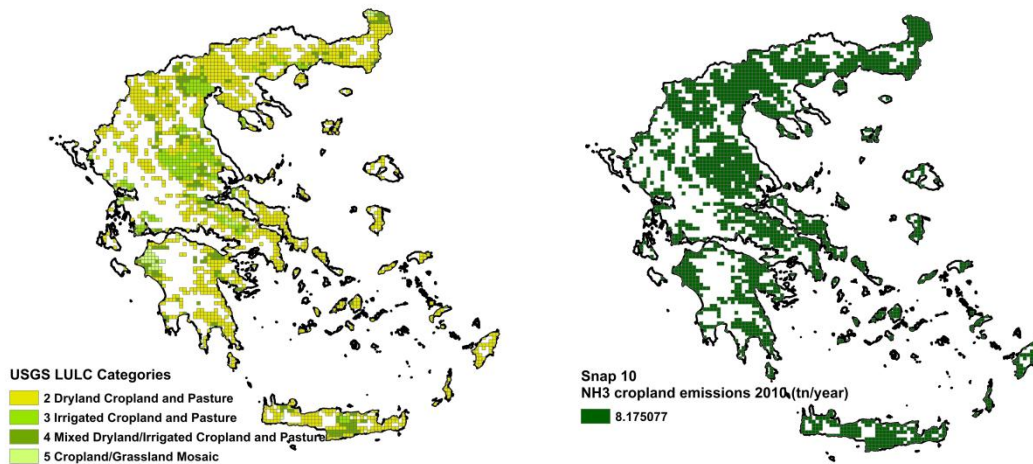 USGS LULC Categories
2 Dryland Cropland and Pasture
3 Irrigated Cropland and Pasture
4 Mixed Dryland/Irrigated Cropland and Pasture
5 Cropland/Grassland Mosaic
Snap 10
NH3 cropland emissions 2010 (tn/year)
8.175077